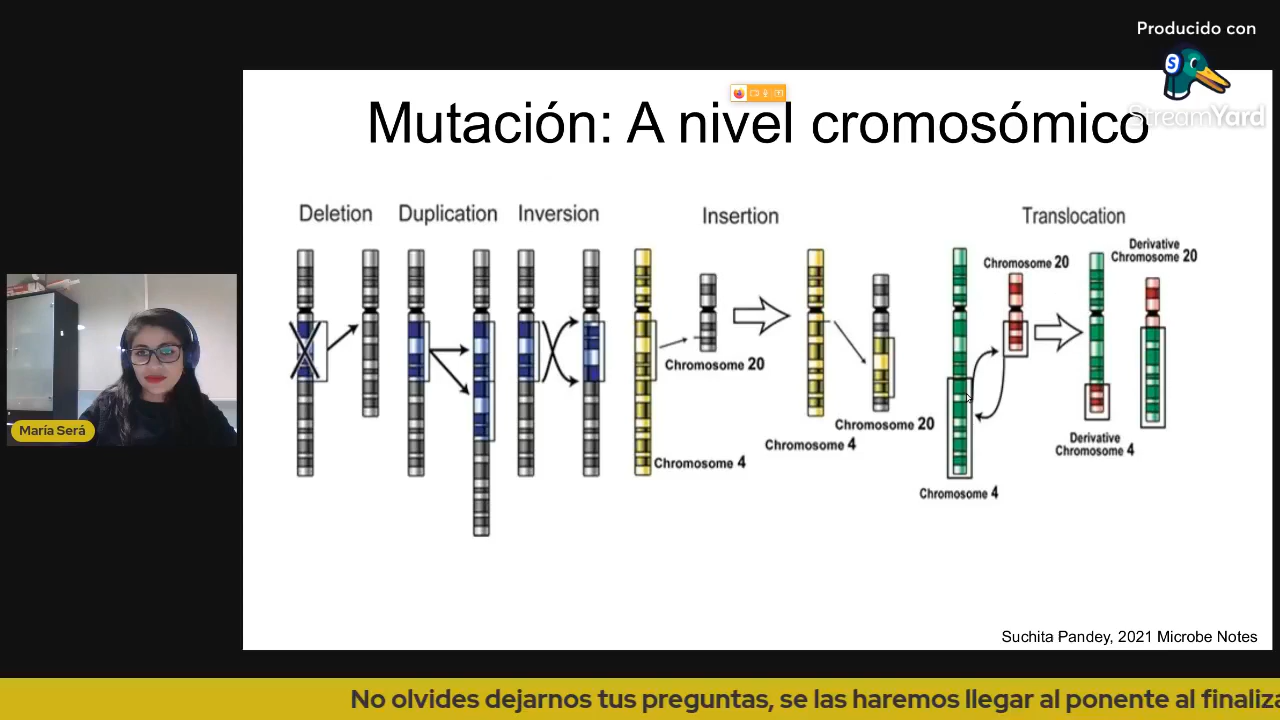 Producido con
StreamYard
Mutación: A nivel cromosómico
Deletion
Duplication
Inversion
Insertion
Translocation
Chromosome 20
Chromosome 4
Chromosome 20
Chromosome 4
Chromosome 20
Derivative
Chromosome 20
Chromosome 4
Derivative
Chromosome 4
María Será
Suchita Pandey, 2021 Microbe Notes
No olvides dejarnos tus preguntas, se las haremos llegar al ponente al finaliza